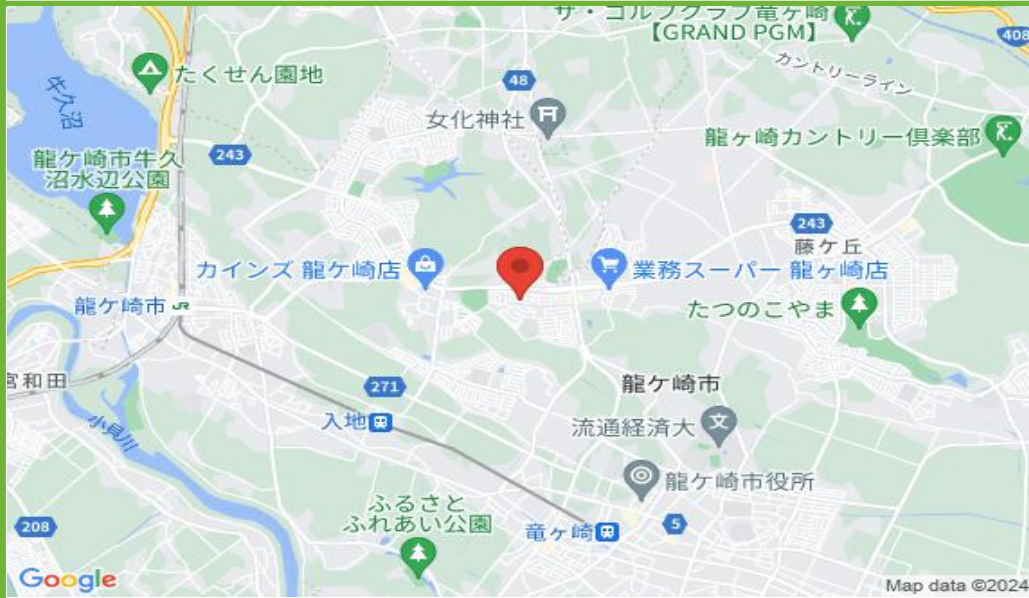 ザ・ゴルフクラブ竜ヶ崎
【GRAND PGM】
408
カントリーライン
たくせん園地
48
牛久沼
女化神社
龍ヶ崎カントリー倶楽部
243
龍ケ崎市牛久
沼水辺公園
243
藤ケ丘
カインズ 龍ケ崎店
業務スーパー 龍ヶ崎店
龍ケ崎市
JR
たつのこやま
宮和田
271
龍ケ崎市
入地
流通経済大
文
小貝川
龍ケ崎市役所
ふるさと
ふれあい公園
208
竜ヶ崎
5
Google
Map data ©2024